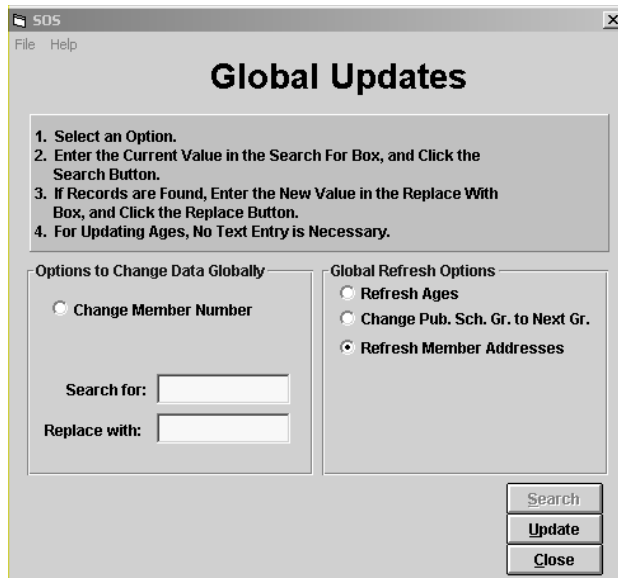 SOS
File Help
Global Updates
1. Select an Option.
2. Enter the Current Value in the Search For Box, and Click the
Search Button.
3. If Records are Found, Enter the New Value in the Replace With
Box, and Click the Replace Button.
4. For Updating Ages, No Text Entry is Necessary.
Options to Change Data Globally
Change Member Number
Search for:
Replace with:
Global Refresh Options
Refresh Ages
Change Pub. Sch. Gr. to Next Gr.
Refresh Member Addresses
Search
Update
Close